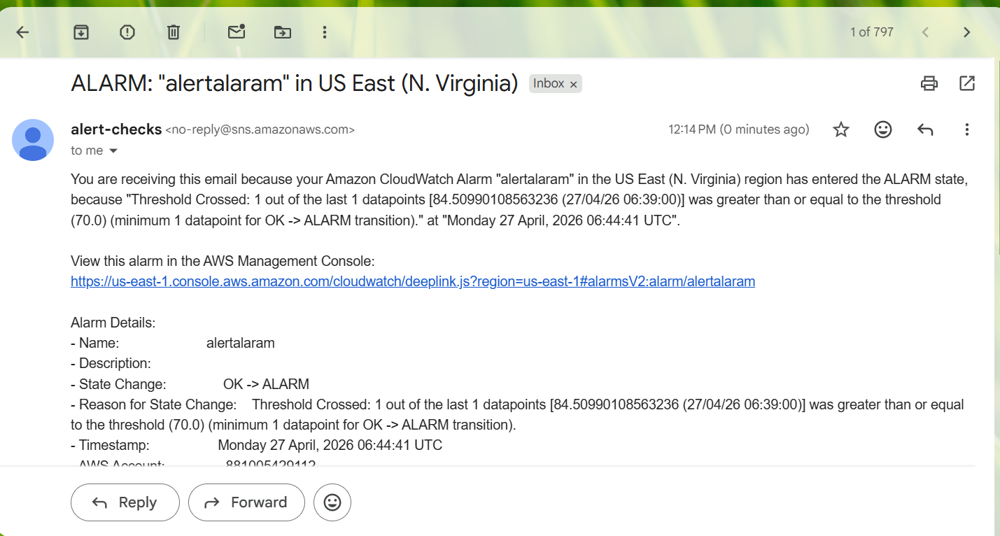 1 of 797
ALARM: "alertalaram" in US East (N. Virginia) Inbox ×
alert-checks <no-reply@sns.amazonaws.com> 12:14 PM (0 minutes ago)
to me
You are receiving this email because your Amazon CloudWatch Alarm "alertalaram" in the US East (N. Virginia) region has entered the ALARM state,
because "Threshold Crossed: 1 out of the last 1 datapoints [84.50990108563236 (27/04/26 06:39:00)] was greater than or equal to the threshold
(70.0) (minimum 1 datapoint for OK -> ALARM transition)." at "Monday 27 April, 2026 06:44:41 UTC".
View this alarm in the AWS Management Console:
https://us-east-1.console.aws.amazon.com/cloudwatch/deeplink.js?region=us-east-1#alarmsV2:alarm/alertalaram
Alarm Details:
- Name: alertalaram
- Description:
- State Change: OK -> ALARM
- Reason for State Change: Threshold Crossed: 1 out of the last 1 datapoints [84.50990108563236 (27/04/26 06:39:00)] was greater than or equal
to the threshold (70.0) (minimum 1 datapoint for OK -> ALARM transition).
- Timestamp: Monday 27 April, 2026 06:44:41 UTC
- AWS Account: 881005429112
Reply Forward